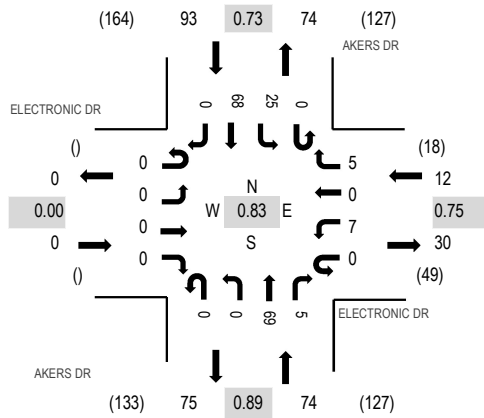 (164) 93 0.73 74 (127)
AKERS DR
ELECTRONIC DR
0 68 25 0
() 0 5 (18)
0 0 N 0 12
0.00 0 W 0.83 E 7 0.75
0 0 S 0 30
() (49)
0 0 69 5
ELECTRONIC DR
AKERS DR
(133) 75 0.89 74 (127)